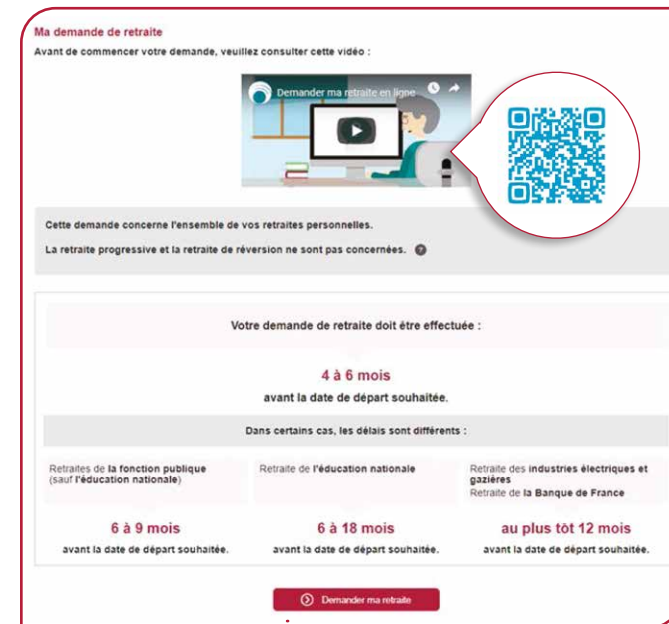 Ma demande de retraite
Avant de commencer votre demande, veuillez consulter cette vidéo :
Demander ma retraite en ligne
Cette demande concerne l'ensemble de vos retraites personnelles.
La retraite progressive et la retraite de réversion ne sont pas concernées. ?
Votre demande de retraite doit être effectuée :
4 à 6 mois
avant la date de départ souhaitée.
Dans certains cas, les délais sont différents :
Retraites de la fonction publique
(sauf l'éducation nationale)
6 à 9 mois
avant la date de départ souhaitée.
Retraite de l'éducation nationale
6 à 18 mois
avant la date de départ souhaitée.
Retraite des industries électriques et
gazières
Retraite de la Banque de France
au plus tôt 12 mois
avant la date de départ souhaitée.
Demander ma retraite